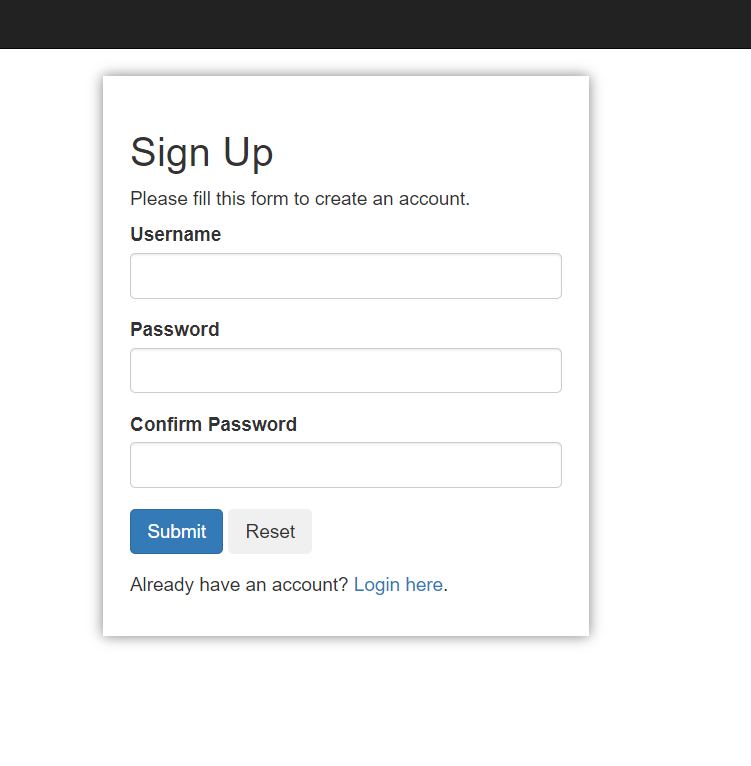 Sign Up
Please fill this form to create an account.
Username
Password
Confirm Password
Submit Reset
Already have an account? Login here.